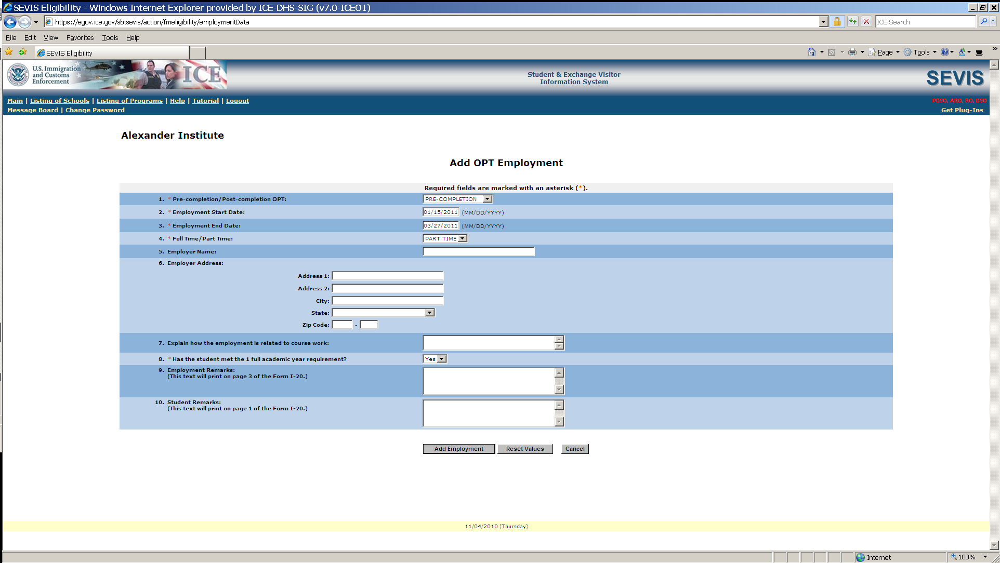 SEVIS Eligibility - Windows Internet Explorer provided by ICE-DHS-SIG (v7.0-ICEO1)
https://egov.ice.gov/sbtsevis/action/fmeligibility/employmentData
ICE Search
File Edit View Favorites Tools Help
SEVIS Eligibility
Page Tools
U.S. Immigration
and Customs
Enforcement
ICE
Student & Exchange Visitor
Information System
SEVIS
Main | Listing of Schools | Listing of Programs | Help | Tutorial | Logout
PDSO, ARO, RO, DSO
Message Board | Change Password
Get Plug-Ins
Alexander Institute
Add OPT Employment
Required fields are marked with an asterisk (*).
1. * Pre-completion/Post-completion OPT: PRE-COMPLETION
2. * Employment Start Date: 01/15/2011 (MM/DD/YYYY)
3. * Employment End Date: 03/27/2011 (MM/DD/YYYY)
4. * Full Time/Part Time: PART TIME
5. Employer Name:
6. Employer Address:
Address 1:
Address 2:
City:
State:
Zip Code: -
7. Explain how the employment is related to course work:
8. * Has the student met the 1 full academic year requirement? Yes
9. Employment Remarks:
(This text will print on page 3 of the Form I-20.)
10. Student Remarks:
(This text will print on page 1 of the Form I-20.)
Add Employment Reset Values Cancel
11/04/2010 (Thursday)
Internet 100%